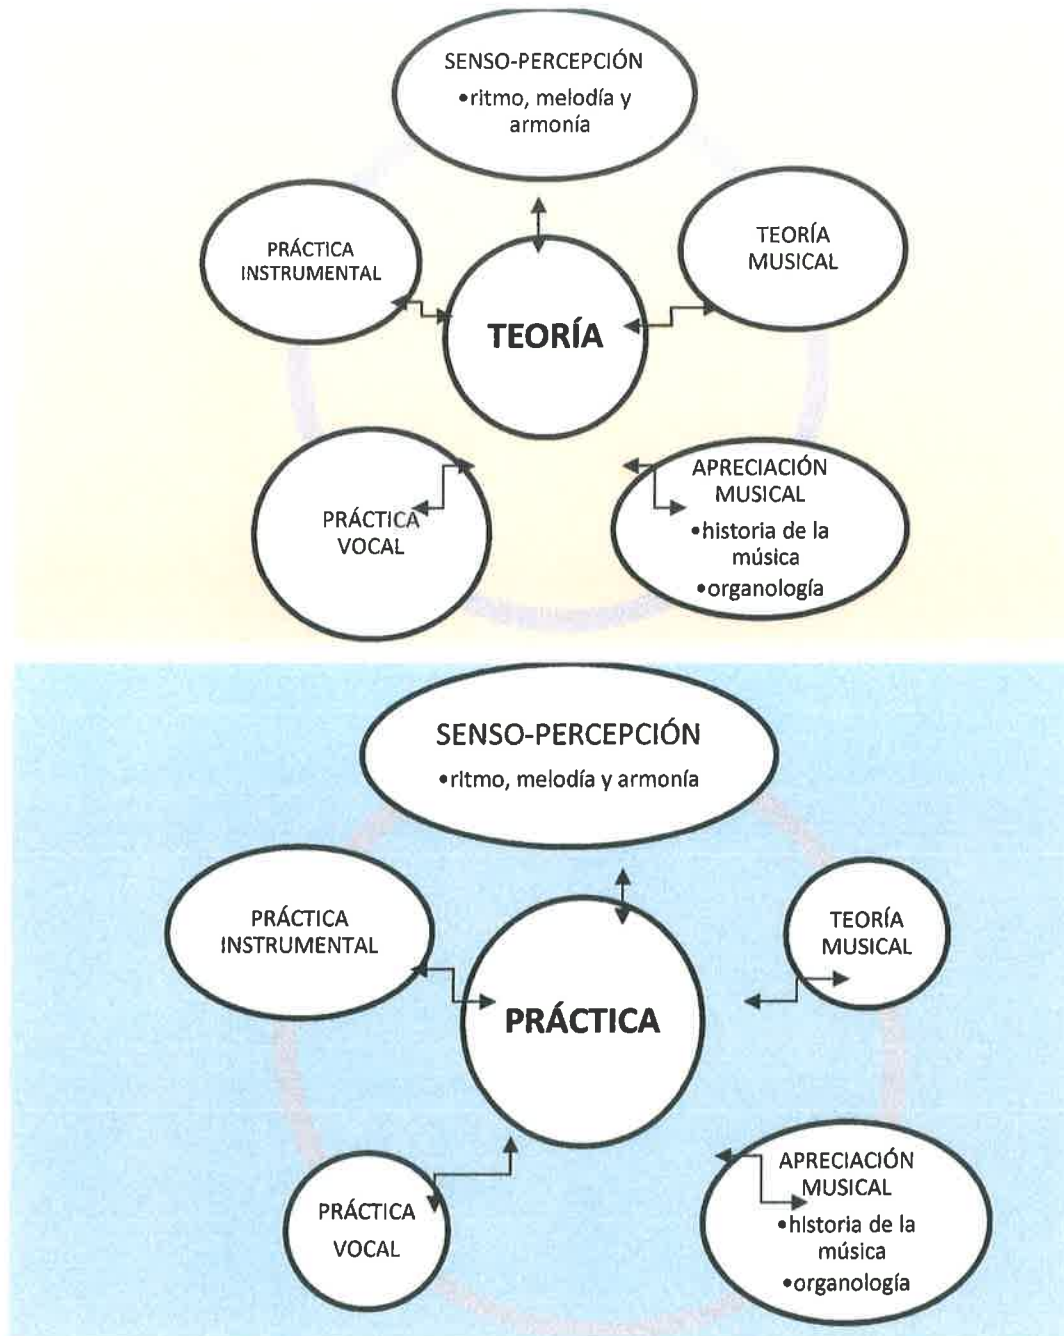 SENSO-PERCEPCIÓN
•ritmo, melodía y
armonía
PRÁCTICA
INSTRUMENTAL
TEORÍA
MUSICAL
TEORÍA
PRÁCTICA
VOCAL
APRECIACIÓN
MUSICAL
•historia de la
música
•organología
SENSO-PERCEPCIÓN
•ritmo, melodía y armonía
PRÁCTICA
INSTRUMENTAL
TEORÍA
MUSICAL
PRÁCTICA
PRÁCTICA
VOCAL
APRECIACIÓN
MUSICAL
•historia de la
música
•organología